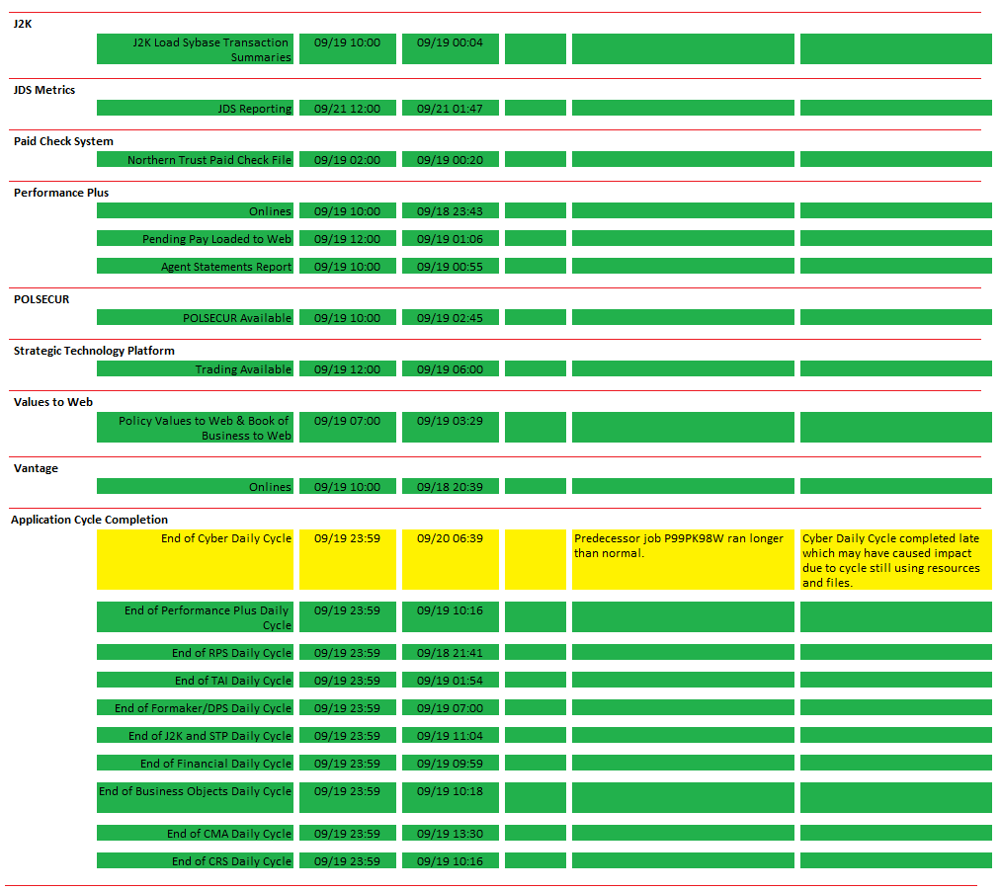 J2K
J2K Load Sybase Transaction 09/19 10:00 09/19 00:04
Summaries
JDS Metrics
JDS Reporting 09/21 12:00 09/21 01:47
Paid Check System
Northern Trust Paid Check File 09/19 02:00 09/19 00:20
Performance Plus
Onlines 09/19 10:00 09/18 23:43
Pending Pay Loaded to Web 09/19 12:00 09/19 01:06
Agent Statements Report 09/19 10:00 09/19 00:55
POLSECUR
POLSECUR Available 09/19 10:00 09/19 02:45
Strategic Technology Platform
Trading Available 09/19 12:00 09/19 06:00
Values to Web
Policy Values to Web & Book of 09/19 07:00 09/19 03:29
Business to Web
Vantage
Onlines 09/19 10:00 09/18 20:39
Application Cycle Completion
End of Cyber Daily Cycle 09/19 23:59 09/20 06:39 Predecessor job P99PK98W ran longer Cyber Daily Cycle completed late
than normal. which may have caused impact
due to cycle still using resources
and files.
End of Performance Plus Daily 09/19 23:59 09/19 10:16
Cycle
End of RPS Daily Cycle 09/19 23:59 09/18 21:41
End of TAI Daily Cycle 09/19 23:59 09/19 01:54
End of Formaker/DPS Daily Cycle 09/19 23:59 09/19 07:00
End of J2K and STP Daily Cycle 09/19 23:59 09/19 11:04
End of Financial Daily Cycle 09/19 23:59 09/19 09:59
End of Business Objects Daily Cycle 09/19 23:59 09/19 10:18
End of CMA Daily Cycle 09/19 23:59 09/19 13:30
End of CRS Daily Cycle 09/19 23:59 09/19 10:16